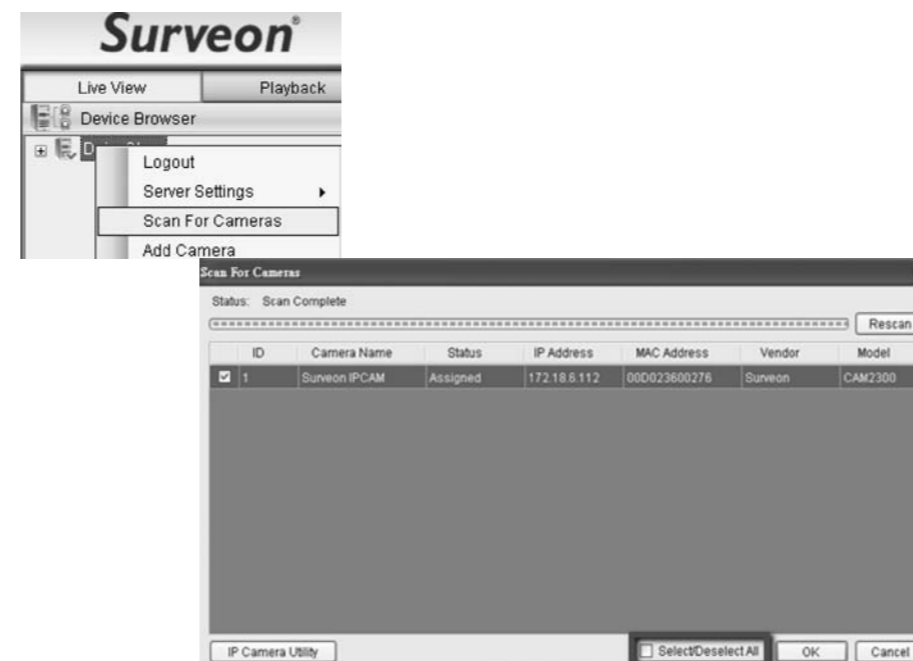 Surveon®
Live View Playback
Device Browser
Logout
Server Settings
Scan For Cameras
Add Camera
Scan For Cameras
Status: Scan Complete
Rescan
ID Camera Name Status IP Address MAC Address Vendor Model
1 Surveon IPCAM Assigned 172.18.6.112 00D023600276 Surveon CAM2300
IP Camera Utility Select/Deselect All OK Cancel